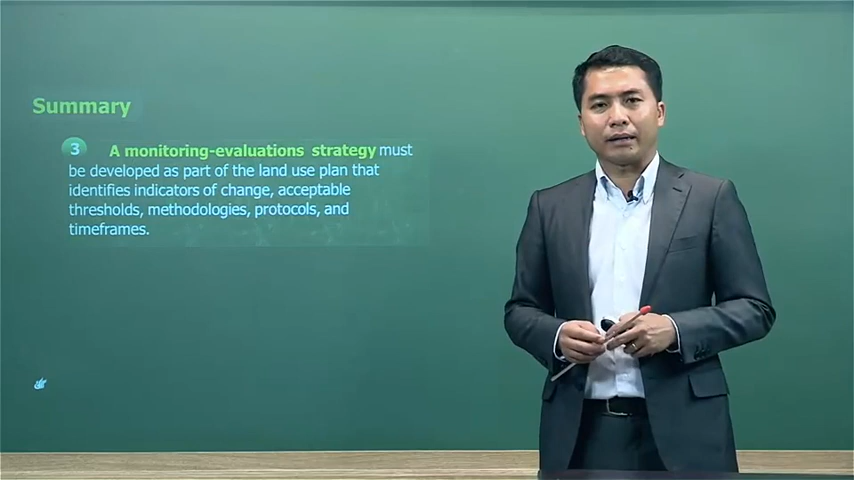 Summary
3 A monitoring-evaluations strategy must
be developed as part of the land use plan that
identifies indicators of change, acceptable
thresholds, methodologies, protocols, and
timeframes.